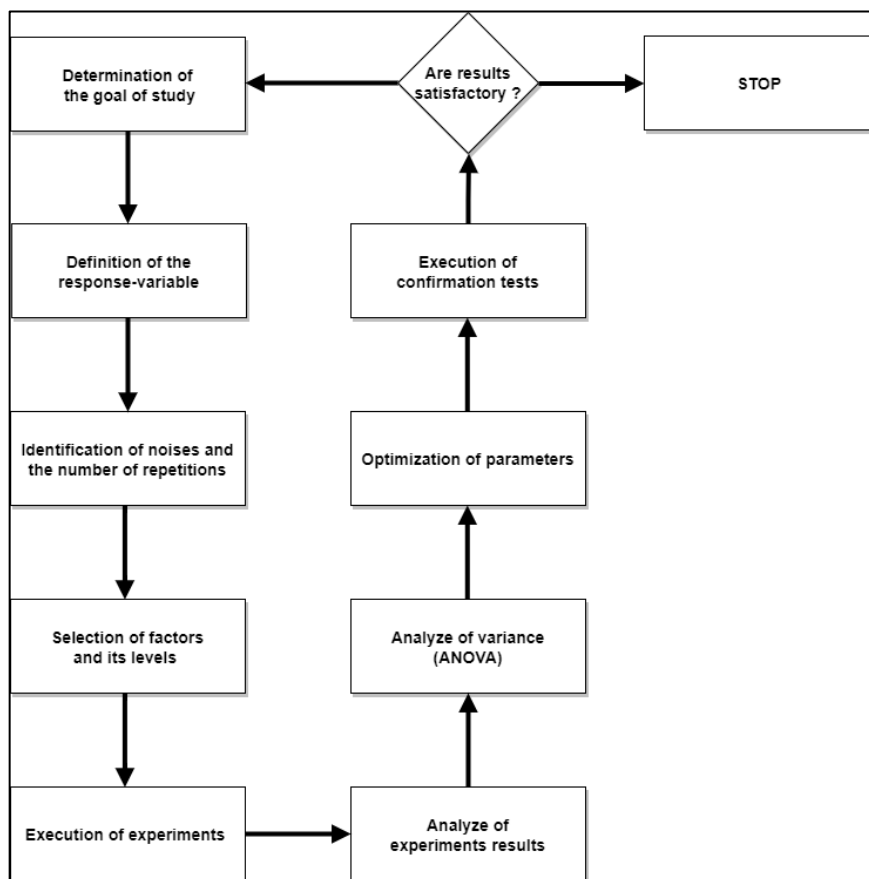 Determination of
the goal of study
Definition of the
response-variable
Identification of noises and
the number of repetitions
Selection of factors
and its levels
Execution of experiments
Analyze of
experiments results
Analyze of variance
(ANOVA)
Optimization of parameters
Execution of
confirmation tests
Are results
satisfactory ?
STOP